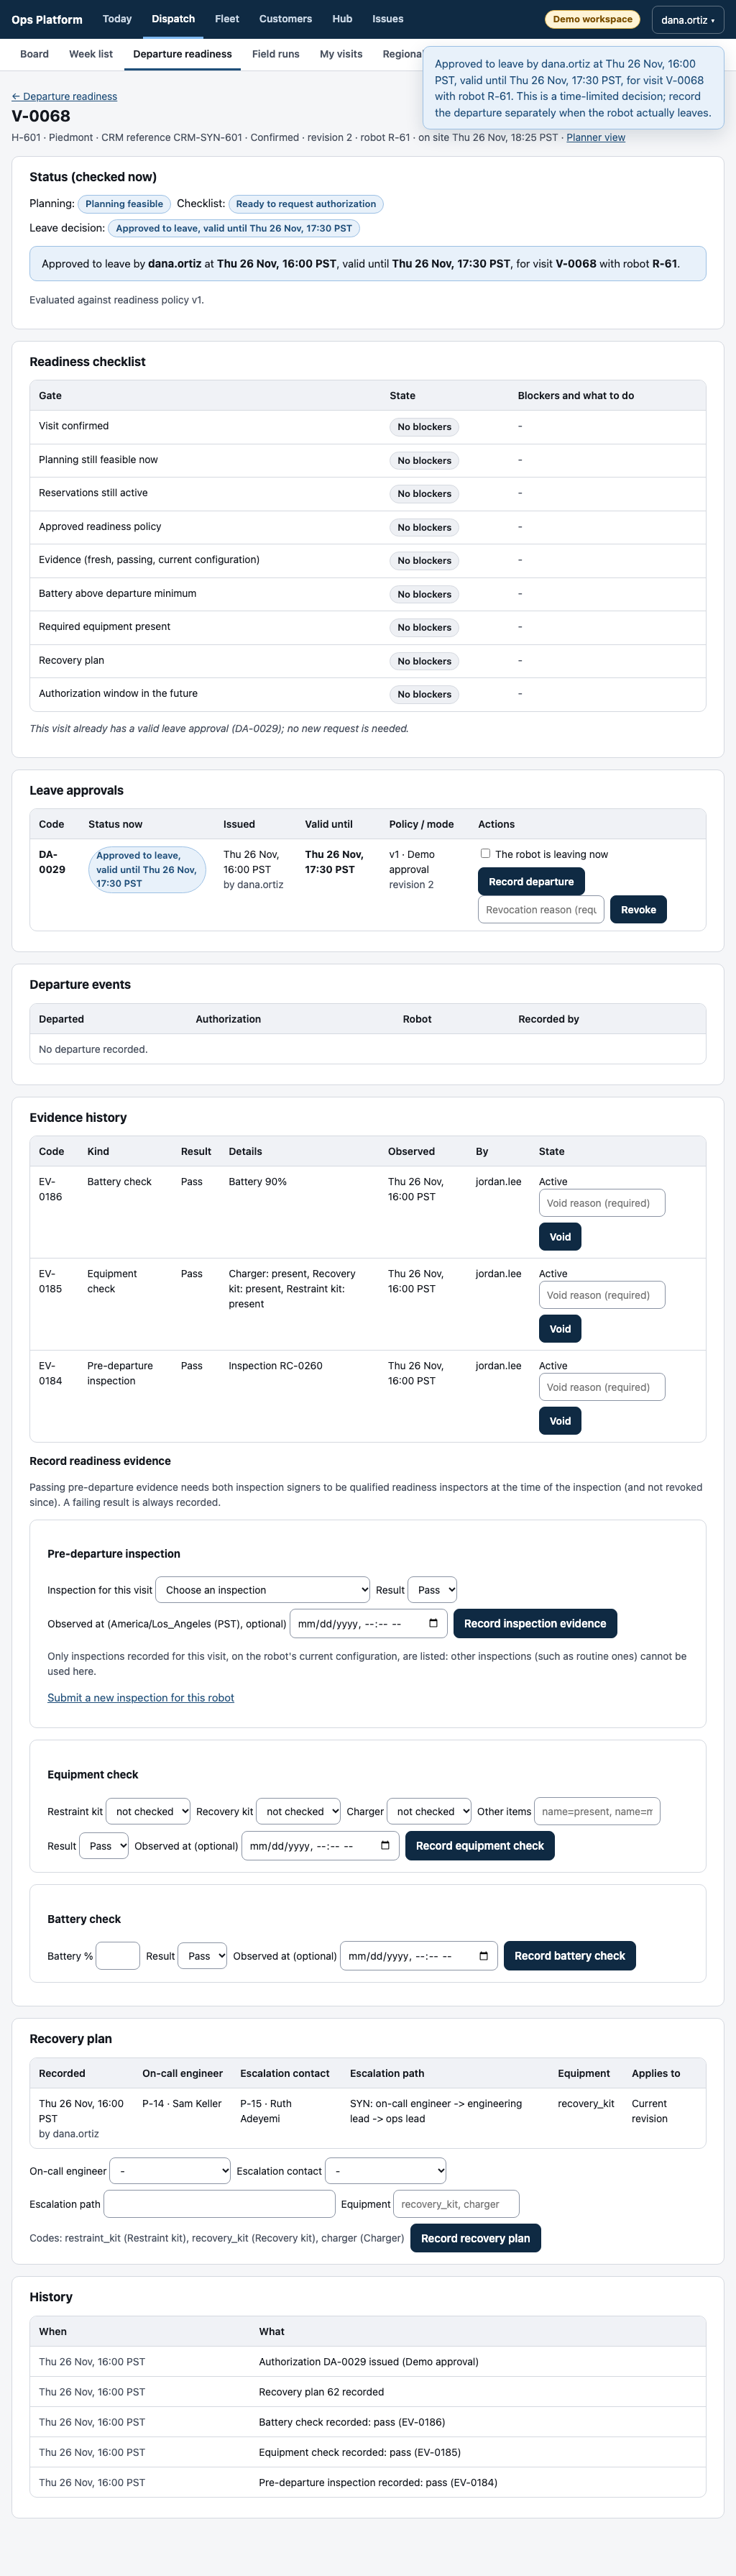 Ops Platform Today Dispatch Fleet Customers Hub Issues Demo workspace dana.ortiz ▾
Board Week list Departure readiness Field runs My visits Regional
Approved to leave by dana.ortiz at Thu 26 Nov, 16:00
PST, valid until Thu 26 Nov, 17:30 PST, for visit V-0068
with robot R-61. This is a time-limited decision; record
the departure separately when the robot actually leaves.
← Departure readiness
V-0068
H-601 · Piedmont · CRM reference CRM-SYN-601 · Confirmed · revision 2 · robot R-61 · on site Thu 26 Nov, 18:25 PST · Planner view
Status (checked now)
Planning: Planning feasible Checklist: Ready to request authorization
Leave decision: Approved to leave, valid until Thu 26 Nov, 17:30 PST
Approved to leave by dana.ortiz at Thu 26 Nov, 16:00 PST, valid until Thu 26 Nov, 17:30 PST, for visit V-0068 with robot R-61.
Evaluated against readiness policy v1.
Readiness checklist
Gate State Blockers and what to do
Visit confirmed No blockers -
Planning still feasible now No blockers -
Reservations still active No blockers -
Approved readiness policy No blockers -
Evidence (fresh, passing, current configuration) No blockers -
Battery above departure minimum No blockers -
Required equipment present No blockers -
Recovery plan No blockers -
Authorization window in the future No blockers -
This visit already has a valid leave approval (DA-0029); no new request is needed.
Leave approvals
Code Status now Issued Valid until Policy / mode Actions
DA-0029 Approved to leave, valid until Thu 26 Nov, 17:30 PST Thu 26 Nov, 16:00 PST by dana.ortiz Thu 26 Nov, 17:30 PST v1 · Demo approval revision 2 The robot is leaving now
Record departure
Revocation reason (requ Revoke
Departure events
Departed Authorization Robot Recorded by
No departure recorded.
Evidence history
Code Kind Result Details Observed By State
EV-0186 Battery check Pass Battery 90% Thu 26 Nov, 16:00 PST jordan.lee Active
Void reason (required)
Void
EV-0185 Equipment check Pass Charger: present, Recovery kit: present, Restraint kit: present Thu 26 Nov, 16:00 PST jordan.lee Active
Void reason (required)
Void
EV-0184 Pre-departure inspection Pass Inspection RC-0260 Thu 26 Nov, 16:00 PST jordan.lee Active
Void reason (required)
Void
Record readiness evidence
Passing pre-departure evidence needs both inspection signers to be qualified readiness inspectors at the time of the inspection (and not revoked
since). A failing result is always recorded.
Pre-departure inspection
Inspection for this visit Choose an inspection Result Pass
Observed at (America/Los_Angeles (PST), optional) mm/dd/yyyy, --:-- -- Record inspection evidence
Only inspections recorded for this visit, on the robot's current configuration, are listed: other inspections (such as routine ones) cannot be
used here.
Submit a new inspection for this robot
Equipment check
Restraint kit not checked Recovery kit not checked Charger not checked Other items name=present, name=m
Result Pass Observed at (optional) mm/dd/yyyy, --:-- -- Record equipment check
Battery check
Battery % Result Pass Observed at (optional) mm/dd/yyyy, --:-- -- Record battery check
Recovery plan
Recorded On-call engineer Escalation contact Escalation path Equipment Applies to
Thu 26 Nov, 16:00 PST by dana.ortiz P-14 · Sam Keller P-15 · Ruth Adeyemi SYN: on-call engineer -> engineering lead -> ops lead recovery_kit Current revision
On-call engineer - Escalation contact -
Escalation path Equipment recovery_kit, charger
Codes: restraint_kit (Restraint kit), recovery_kit (Recovery kit), charger (Charger) Record recovery plan
History
When What
Thu 26 Nov, 16:00 PST Authorization DA-0029 issued (Demo approval)
Thu 26 Nov, 16:00 PST Recovery plan 62 recorded
Thu 26 Nov, 16:00 PST Battery check recorded: pass (EV-0186)
Thu 26 Nov, 16:00 PST Equipment check recorded: pass (EV-0185)
Thu 26 Nov, 16:00 PST Pre-departure inspection recorded: pass (EV-0184)